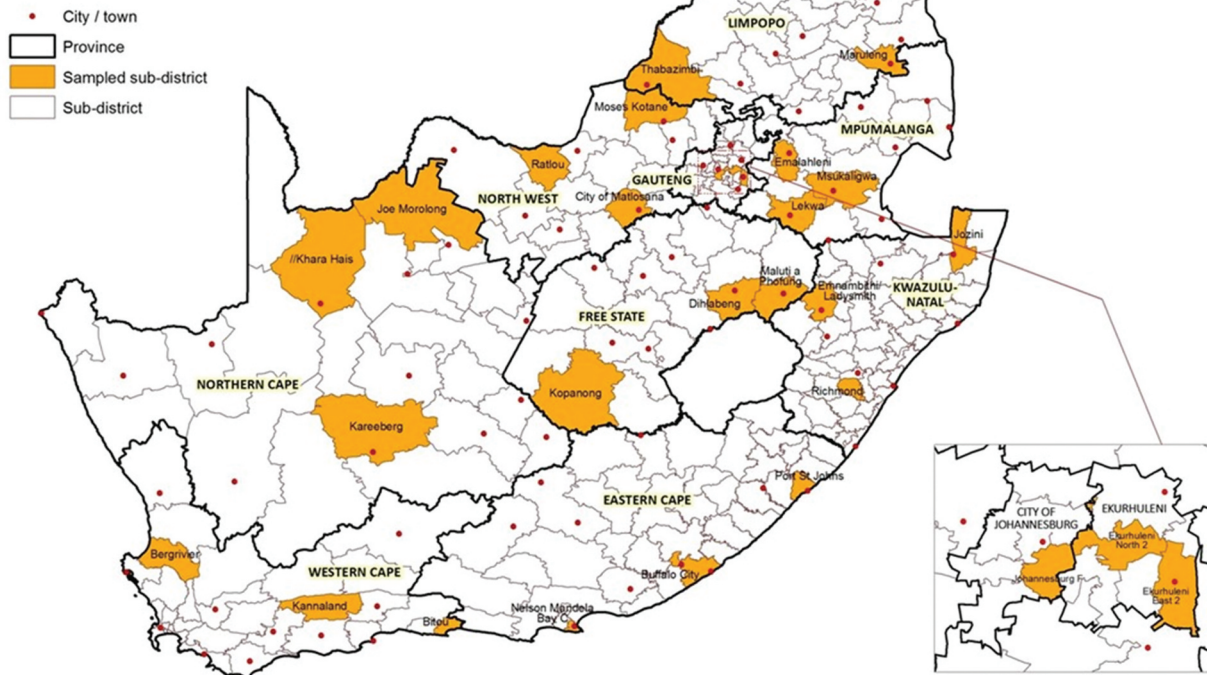 City / town
Province
Sampled sub-district
Sub-district
LIMPOPO
Maruleng
Thabazimbi
Moses Kotane
MPUMALANGA
Ratlou
Emalahleni
GAUTENG
Msukaligwa
NORTH WEST
City of Matlosana
Lekwa
Joe Morolong
Jozini
//Khara Hais
Maluti a
Phofung
Emnambithi/
Ladysmith
KWAZULU-
NATAL
Dihlabeng
FREE STATE
NORTHERN CAPE
Kopanong
Richmond
Kareeberg
Port St Johns
EASTERN CAPE
Bergrivier
WESTERN CAPE
Buffalo City
Kannaland
Nelson Mandela
Bay C
Bitou
CITY OF
JOHANNESBURG
EKURHULENI
Ekurhuleni
North 2
Johannesburg F
Ekurhuleni
East 2